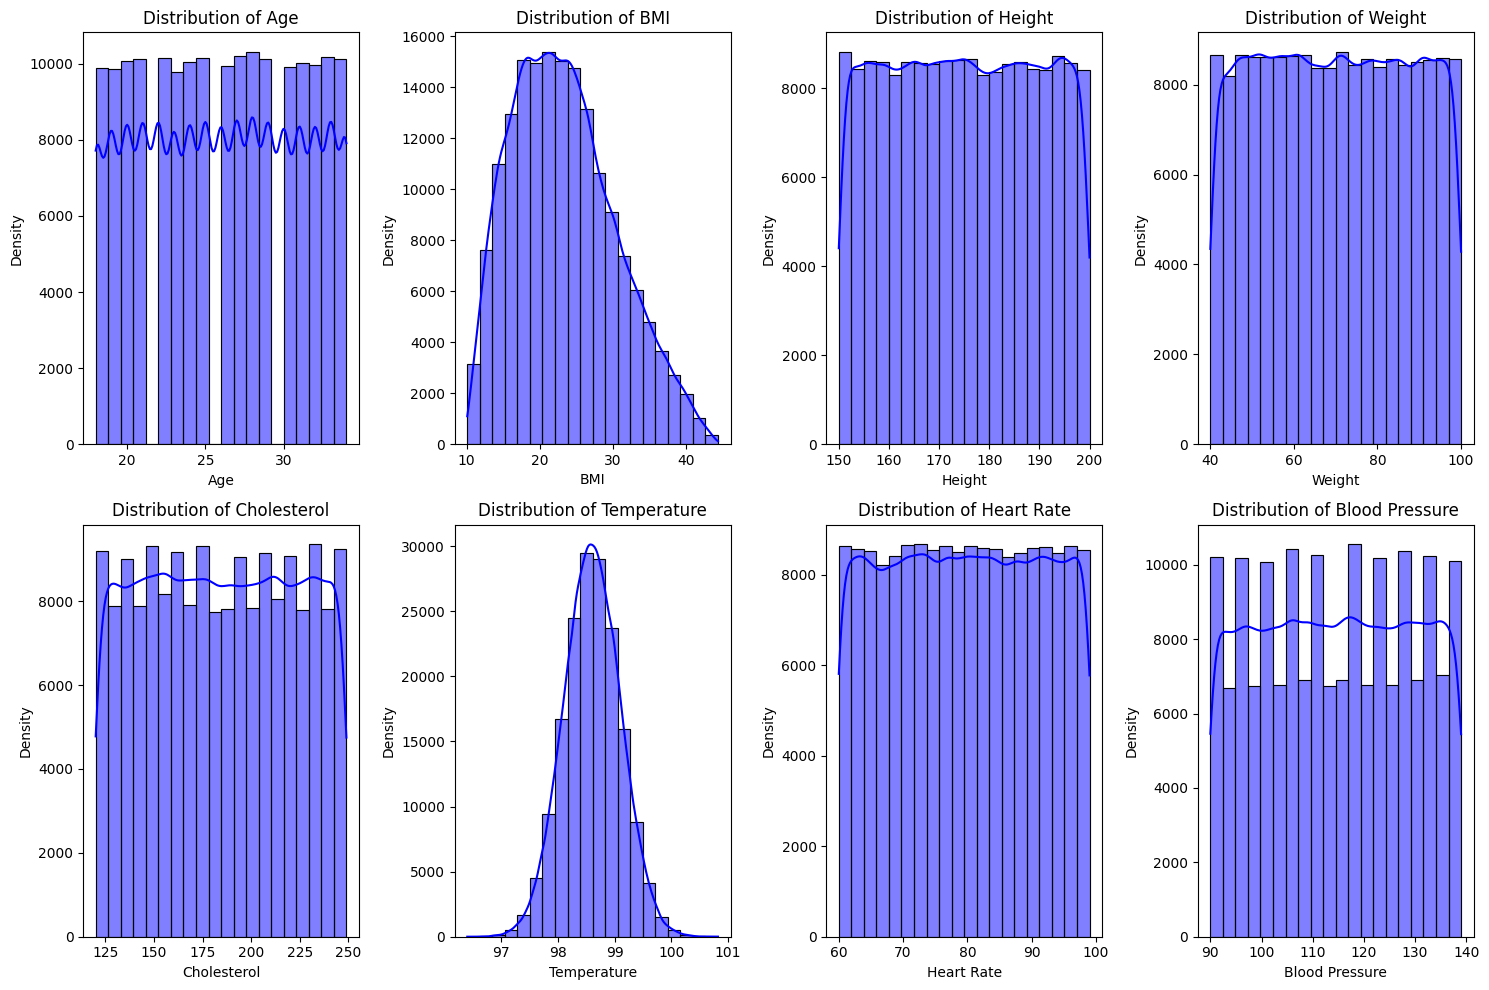 Distribution of Age
10000
8000
6000
4000
2000
0
Density
20 25 30
Age
Distribution of BMI
16000
14000
12000
10000
8000
6000
4000
2000
0
Density
10 20 30 40
BMI
Distribution of Height
8000
6000
4000
2000
0
Density
150 160 170 180 190 200
Height
Distribution of Weight
8000
6000
4000
2000
0
Density
40 60 80 100
Weight
Distribution of Cholesterol
8000
6000
4000
2000
0
Density
125 150 175 200 225 250
Cholesterol
Distribution of Temperature
30000
25000
20000
15000
10000
5000
0
Density
97 98 99 100 101
Temperature
Distribution of Heart Rate
8000
6000
4000
2000
0
Density
60 70 80 90 100
Heart Rate
Distribution of Blood Pressure
10000
8000
6000
4000
2000
0
Density
90 100 110 120 130 140
Blood Pressure